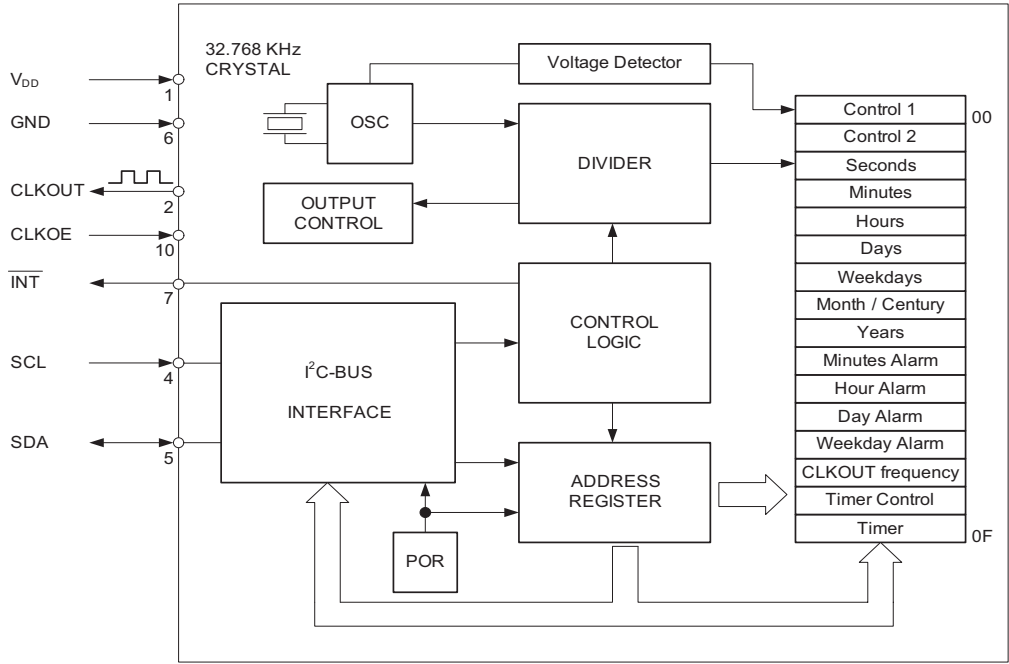 32.768 KHz
CRYSTAL
Voltage Detector
OSC
DIVIDER
OUTPUT
CONTROL
CONTROL
LOGIC
I²C-BUS
INTERFACE
ADDRESS
REGISTER
POR
V_DD
1
GND
6
CLKOUT
2
CLKOE
10
INT
7
SCL
4
SDA
5
Control 1
00
Control 2
Seconds
Minutes
Hours
Days
Weekdays
Month / Century
Years
Minutes Alarm
Hour Alarm
Day Alarm
Weekday Alarm
CLKOUT frequency
Timer Control
Timer
0F